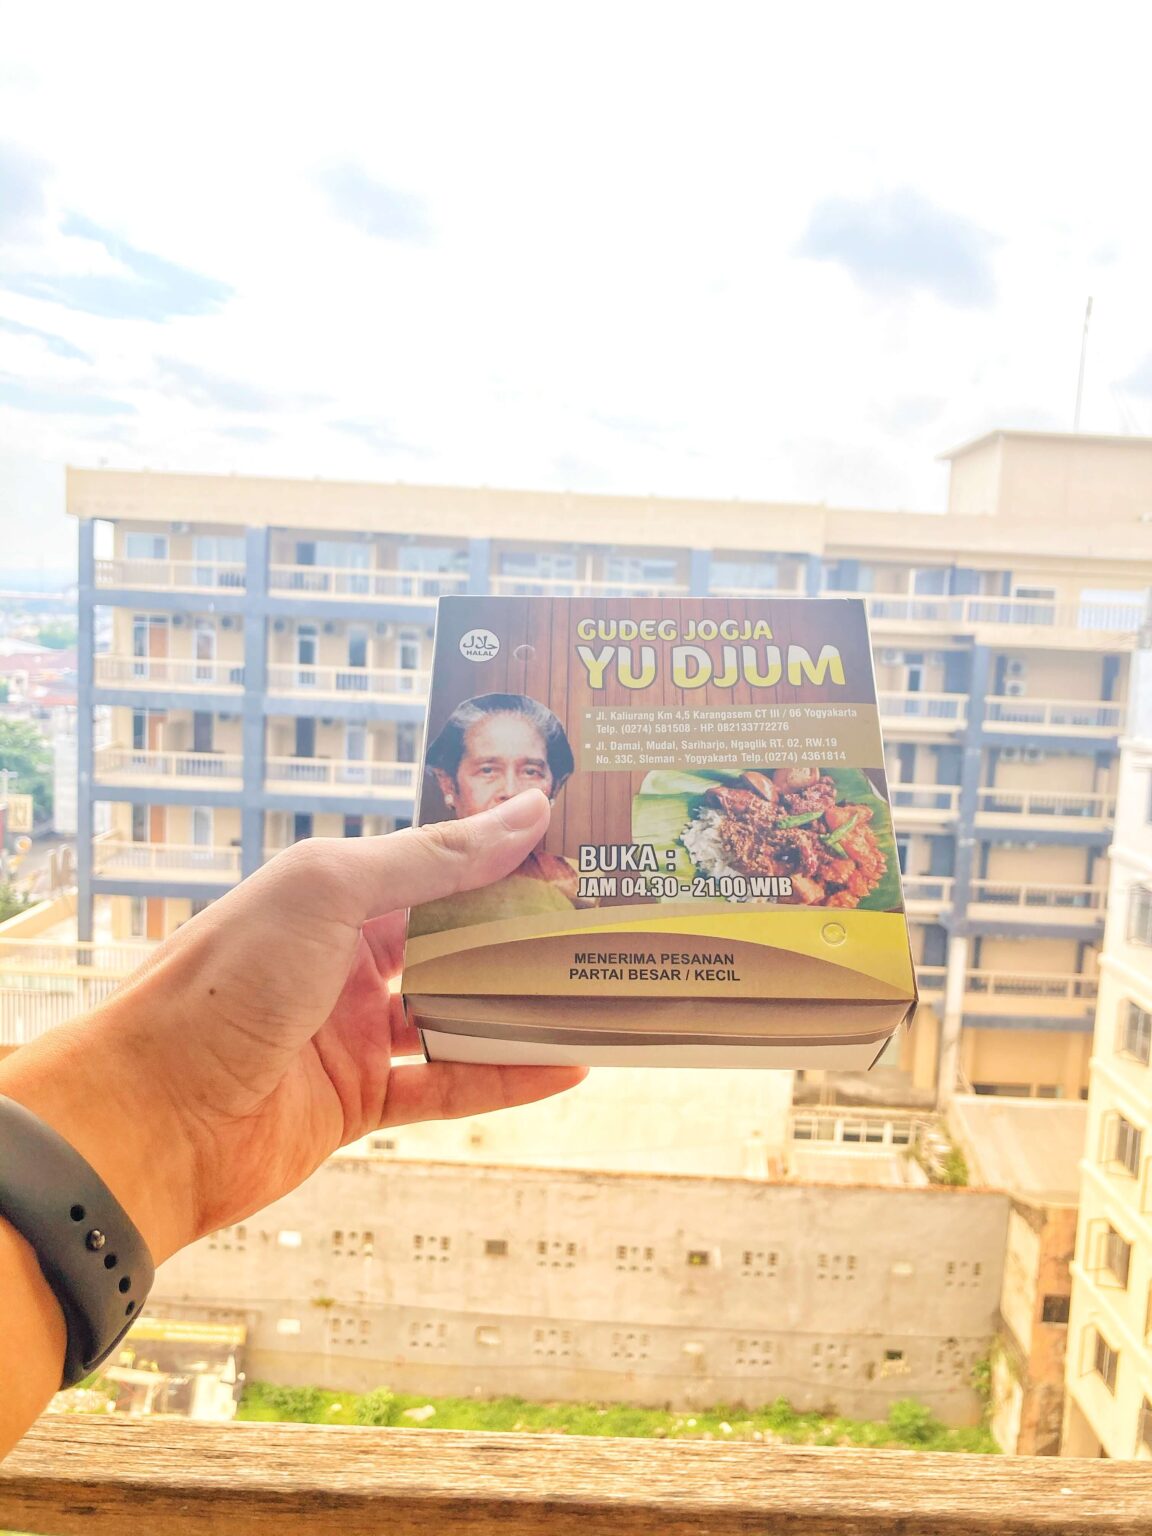 حلال
HALAL
GUDEG JOGJA
YU DJUM
Jl. Kaliurang Km 4,5 Karangasem CT III / 06 Yogyakarta
Telp. (0274) 581508 - HP. 082133772276
Jl. Damai, Mudal, Sariharjo, Ngaglik RT. 02, RW.19
No. 33C, Sleman - Yogyakarta Telp. (0274) 4361814
BUKA :
JAM 04.30 - 21.00 WIB
MENERIMA PESANAN
PARTAI BESAR / KECIL